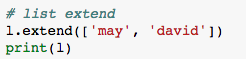 # list extend
l.extend(['may', 'david'])
print(l)